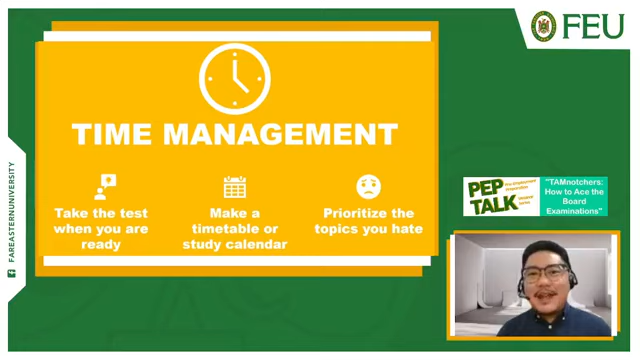 FEU
TIME MANAGEMENT
Take the test
when you are
ready
Make a
timetable or
study calendar
Prioritize the
topics you hate
FAREASTERNUNIVERSITY
PEP
TALK
"TAMnotchers:
How to Ace the
Board
Examinations"